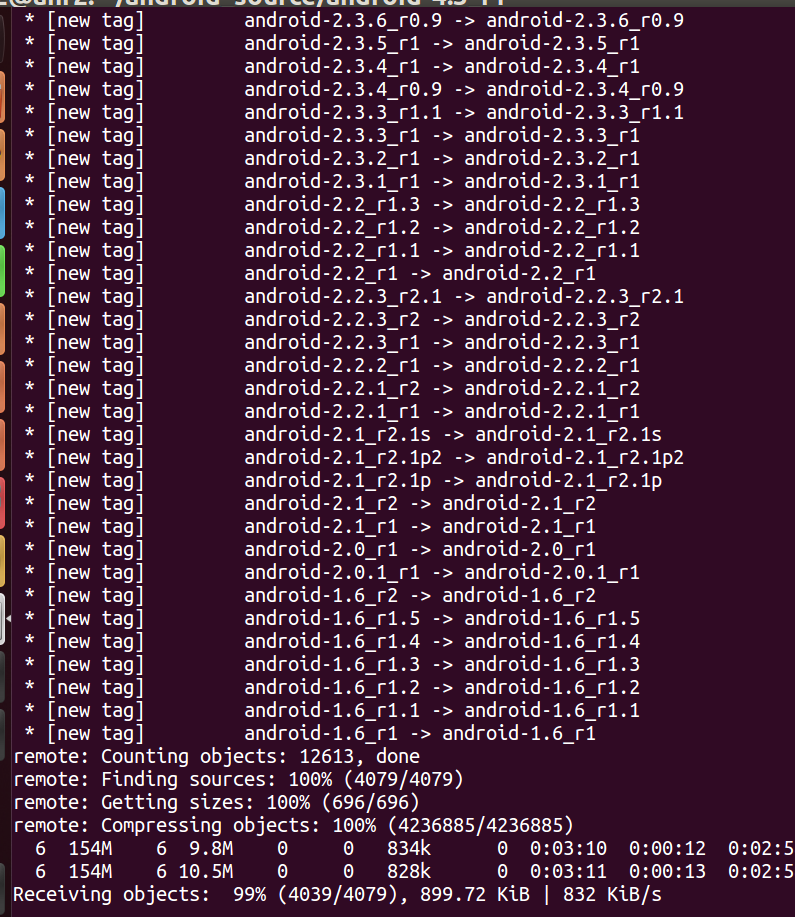 * [new tag]         android-2.3.6_r0.9 -> android-2.3.6_r0.9
* [new tag]         android-2.3.5_r1 -> android-2.3.5_r1
* [new tag]         android-2.3.4_r1 -> android-2.3.4_r1
* [new tag]         android-2.3.4_r0.9 -> android-2.3.4_r0.9
* [new tag]         android-2.3.3_r1.1 -> android-2.3.3_r1.1
* [new tag]         android-2.3.3_r1 -> android-2.3.3_r1
* [new tag]         android-2.3.2_r1 -> android-2.3.2_r1
* [new tag]         android-2.3.1_r1 -> android-2.3.1_r1
* [new tag]         android-2.2_r1.3 -> android-2.2_r1.3
* [new tag]         android-2.2_r1.2 -> android-2.2_r1.2
* [new tag]         android-2.2_r1.1 -> android-2.2_r1.1
* [new tag]         android-2.2_r1 -> android-2.2_r1
* [new tag]         android-2.2.3_r2.1 -> android-2.2.3_r2.1
* [new tag]         android-2.2.3_r2 -> android-2.2.3_r2
* [new tag]         android-2.2.3_r1 -> android-2.2.3_r1
* [new tag]         android-2.2.2_r1 -> android-2.2.2_r1
* [new tag]         android-2.2.1_r2 -> android-2.2.1_r2
* [new tag]         android-2.2.1_r1 -> android-2.2.1_r1
* [new tag]         android-2.1_r2.1s -> android-2.1_r2.1s
* [new tag]         android-2.1_r2.1p2 -> android-2.1_r2.1p2
* [new tag]         android-2.1_r2.1p -> android-2.1_r2.1p
* [new tag]         android-2.1_r2 -> android-2.1_r2
* [new tag]         android-2.1_r1 -> android-2.1_r1
* [new tag]         android-2.0_r1 -> android-2.0_r1
* [new tag]         android-2.0.1_r1 -> android-2.0.1_r1
* [new tag]         android-1.6_r2 -> android-1.6_r2
* [new tag]         android-1.6_r1.5 -> android-1.6_r1.5
* [new tag]         android-1.6_r1.4 -> android-1.6_r1.4
* [new tag]         android-1.6_r1.3 -> android-1.6_r1.3
* [new tag]         android-1.6_r1.2 -> android-1.6_r1.2
* [new tag]         android-1.6_r1.1 -> android-1.6_r1.1
* [new tag]         android-1.6_r1 -> android-1.6_r1
remote: Counting objects: 12613, done
remote: Finding sources: 100% (4079/4079)
remote: Getting sizes: 100% (696/696)
remote: Compressing objects: 100% (4236885/4236885)
6  154M    6  9.8M    0     0   834k      0  0:03:10  0:00:12  0:02:5
6  154M    6 10.5M    0     0   828k      0  0:03:11  0:00:13  0:02:5
Receiving objects:  99% (4039/4079), 899.72 KiB | 832 KiB/s